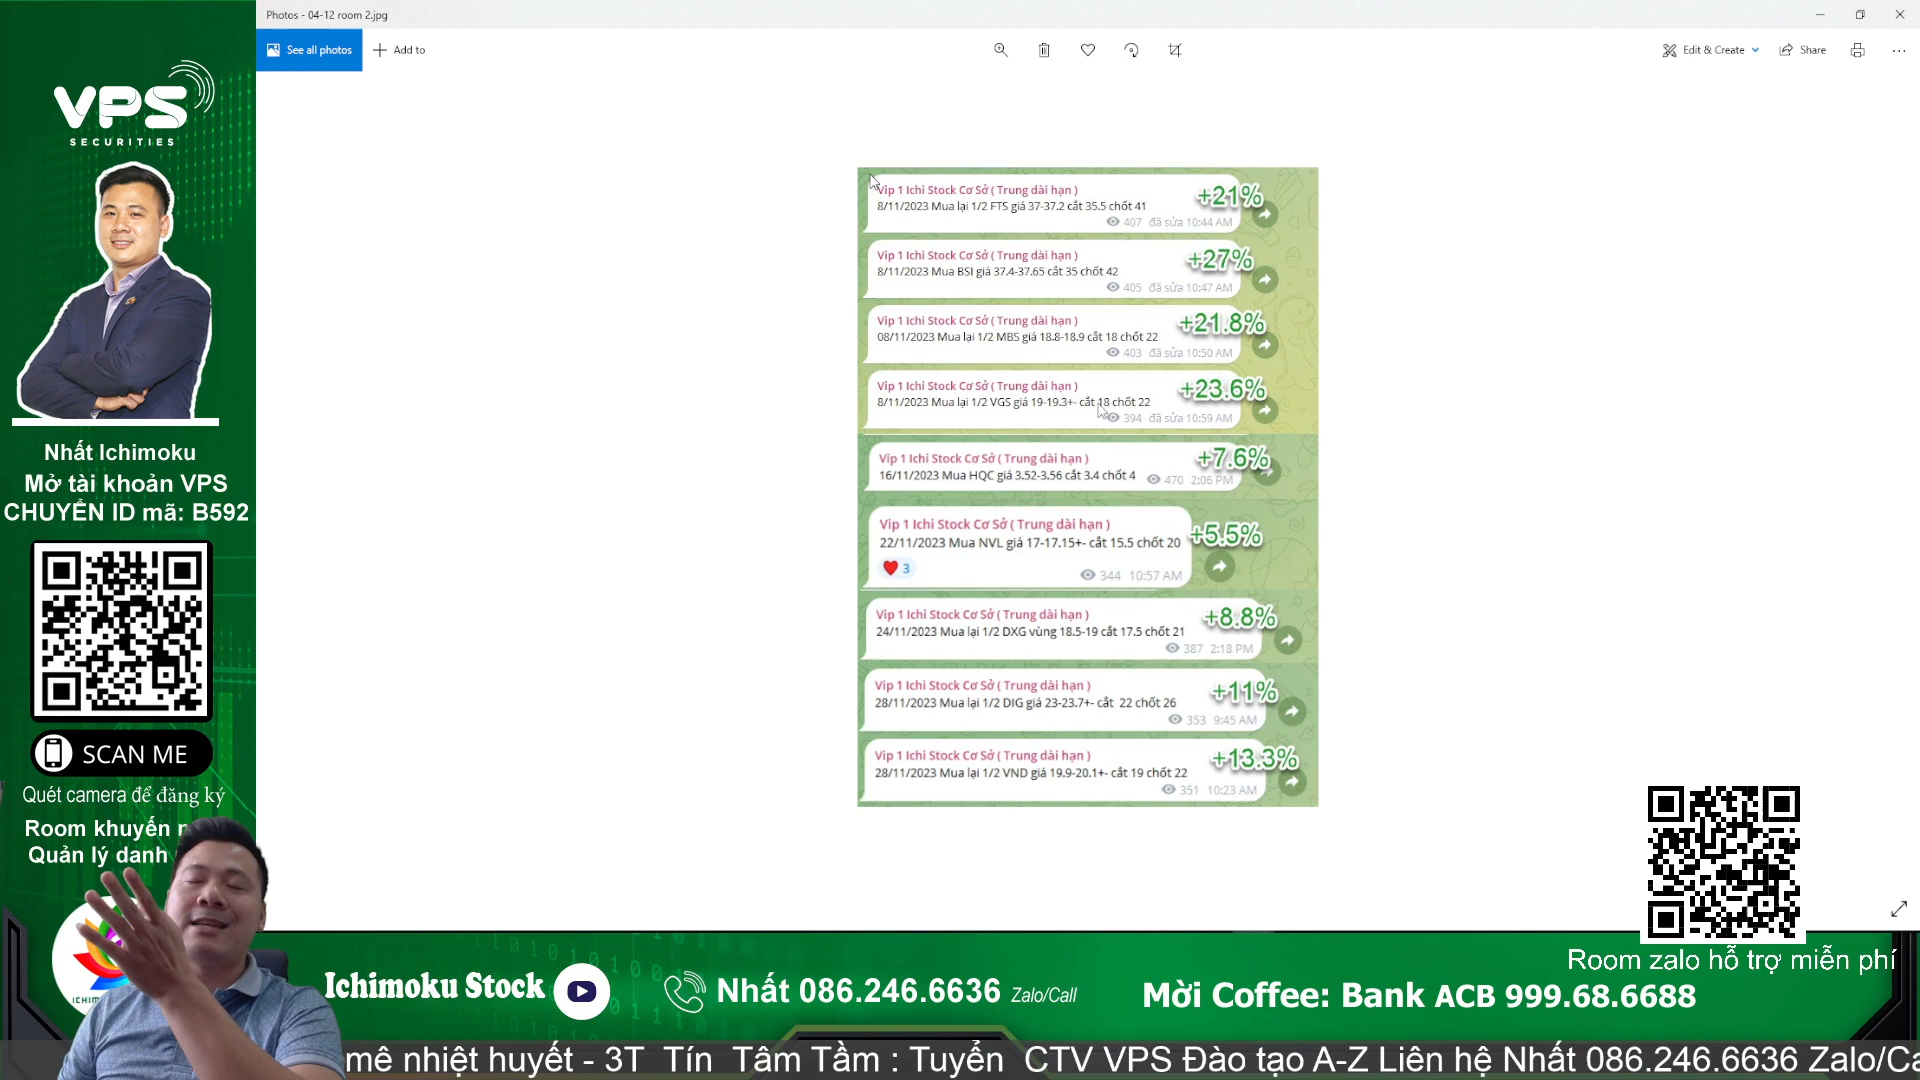 Photos - 04-12 room 2.jpg
See all photos
Add to
Edit & Create
Share
VPS
SECURITIES
Nhất Ichimoku
Mở tài khoản VPS
CHUYỂN ID mã: B592
SCAN ME
Quét camera để đăng ký
Room khuyến
Quản lý danh
Vip 1 Ichi Stock Cơ Sở ( Trung dài hạn )
+21%
8/11/2023 Mua lại 1/2 FTS giá 37-37.2 cắt 35.5 chốt 41
407 đã sửa 10:44 AM
Vip 1 Ichi Stock Cơ Sở ( Trung dài hạn )
+27%
8/11/2023 Mua BSI giá 37.4-37.65 cắt 35 chốt 42
405 đã sửa 10:47 AM
Vip 1 Ichi Stock Cơ Sở ( Trung dài hạn )
+21.8%
08/11/2023 Mua lại 1/2 MBS giá 18.8-18.9 cắt 18 chốt 22
403 đã sửa 10:50 AM
Vip 1 Ichi Stock Cơ Sở ( Trung dài hạn )
+23.6%
8/11/2023 Mua lại 1/2 VGS giá 19-19.3+- cắt 18 chốt 22
394 đã sửa 10:59 AM
Vip 1 Ichi Stock Cơ Sở ( Trung dài hạn )
+7.6%
16/11/2023 Mua HQC giá 3.52-3.56 cắt 3.4 chốt 4
470 2:06 PM
Vip 1 Ichi Stock Cơ Sở ( Trung dài hạn )
+5.5%
22/11/2023 Mua NVL giá 17-17.15+- cắt 15.5 chốt 20
3
344 10:57 AM
Vip 1 Ichi Stock Cơ Sở ( Trung dài hạn )
+8.8%
24/11/2023 Mua lại 1/2 DXG vùng 18.5-19 cắt 17.5 chốt 21
387 2:18 PM
Vip 1 Ichi Stock Cơ Sở ( Trung dài hạn )
+11%
28/11/2023 Mua lại 1/2 DIG giá 23-23.7+- cắt 22 chốt 26
353 9:45 AM
Vip 1 Ichi Stock Cơ Sở ( Trung dài hạn )
+13.3%
28/11/2023 Mua lại 1/2 VND giá 19.9-20.1+- cắt 19 chốt 22
351 10:23 AM
Room zalo hỗ trợ miễn phí
Ichimoku Stock
Nhất 086.246.6636 Zalo/Call
Mời Coffee: Bank ACB 999.68.6688
mê nhiệt huyết - 3T Tín Tâm Tầm : Tuyển CTV VPS Đào tạo A-Z Liên hệ Nhất 086.246.6636 Zalo/Ca